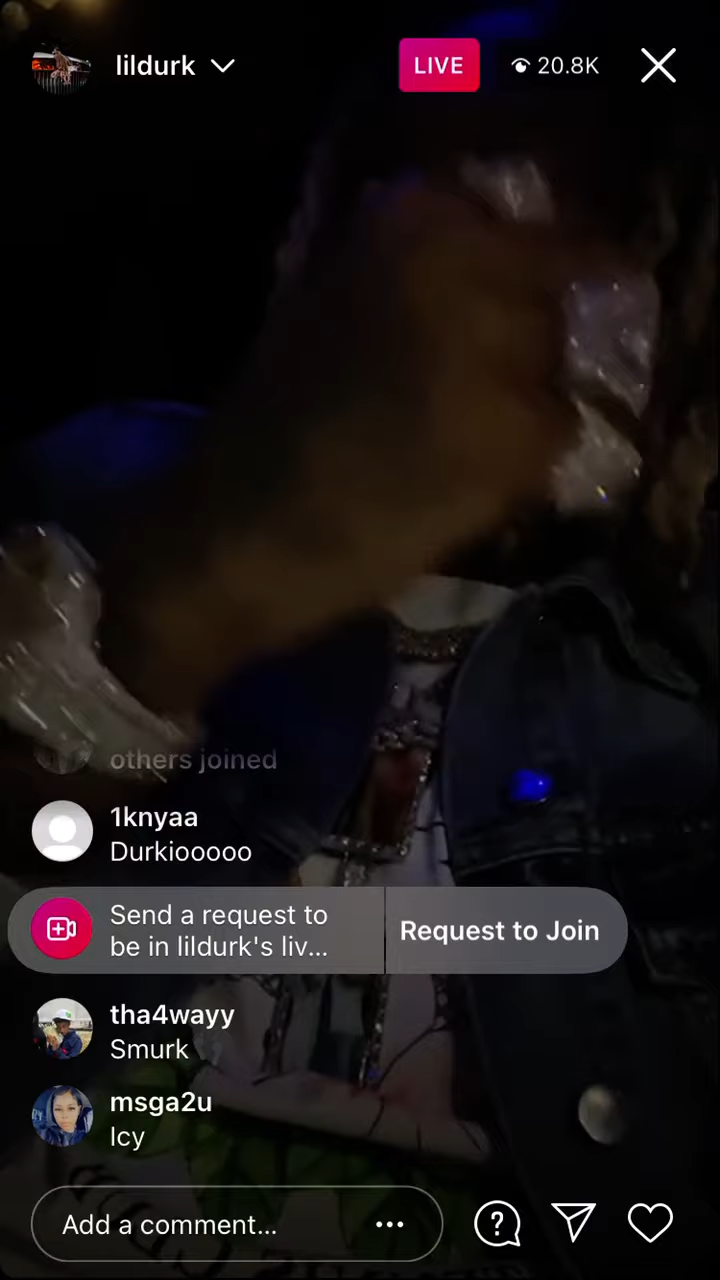 lildurk
LIVE
20.8K
others joined
1knyaa
Durkiooooo
Send a request to
be in lildurk's liv...
Request to Join
tha4wayy
Smurk
msga2u
Icy
Add a comment...